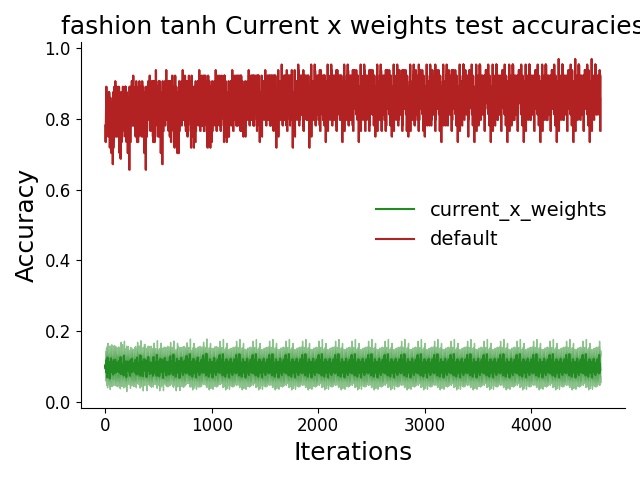 fashion tanh Current x weights test accuracies
1.0
0.8
0.6
0.4
0.2
0.0
Accuracy
current_x_weights
default
0
1000
2000
3000
4000
Iterations